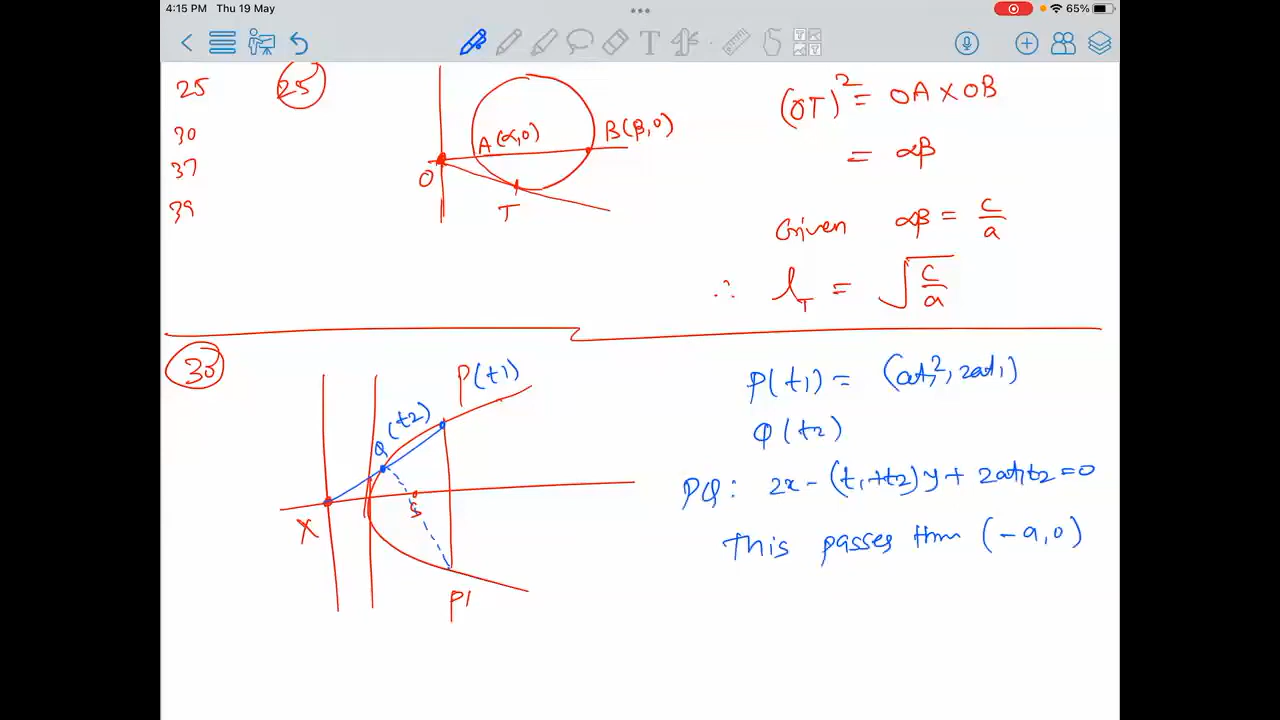 4:15 PM Thu 19 May
65%
25
30
37
39
25
O
A(α,0)
B(β,0)
T
(OT)² = OA × OB
= αβ
Given αβ = c/a
∴ l_T = √(c/a)
30
P(t1)
Q(t2)
X
S
P'
P(t1) = (at₁², 2at₁)
Q(t2)
PQ: 2x - (t1+t2)y + 2at1t2 = 0
This passes thru (-a,0)